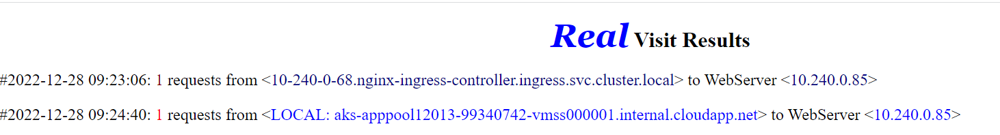 Real Visit Results
#2022-12-28 09:23:06: 1 requests from <10-240-0-68.nginx-ingress-controller.ingress.svc.cluster.local> to WebServer <10.240.0.85>
#2022-12-28 09:24:40: 1 requests from <LOCAL: aks-apppool12013-99340742-vmss000001.internal.cloudapp.net> to WebServer <10.240.0.85>